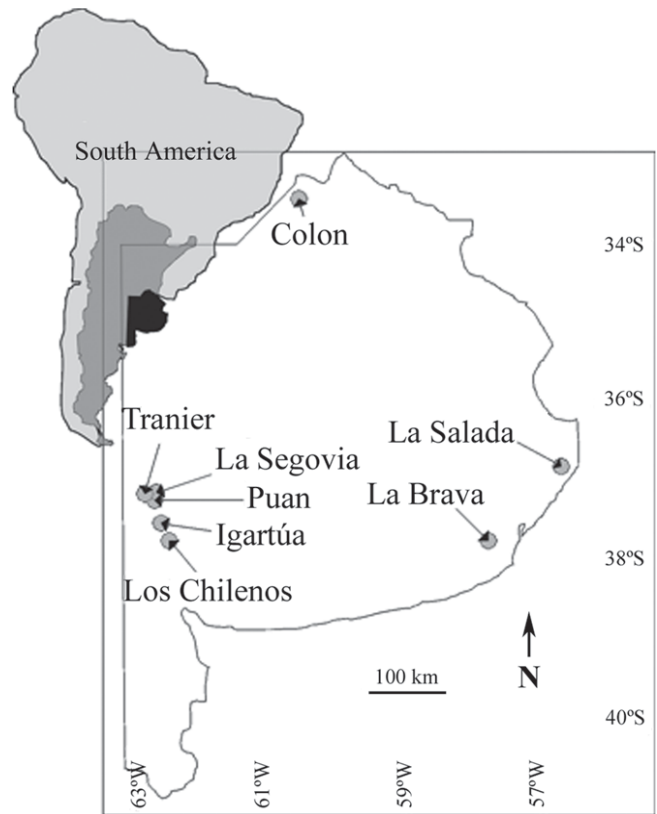 South America
Colon
34ºS
36ºS
Tranier
La Salada
La Segovia
Puan
La Brava
Igartúa
38ºS
Los Chilenos
100 km
N
40ºS
63ºW
61ºW
59ºW
57ºW